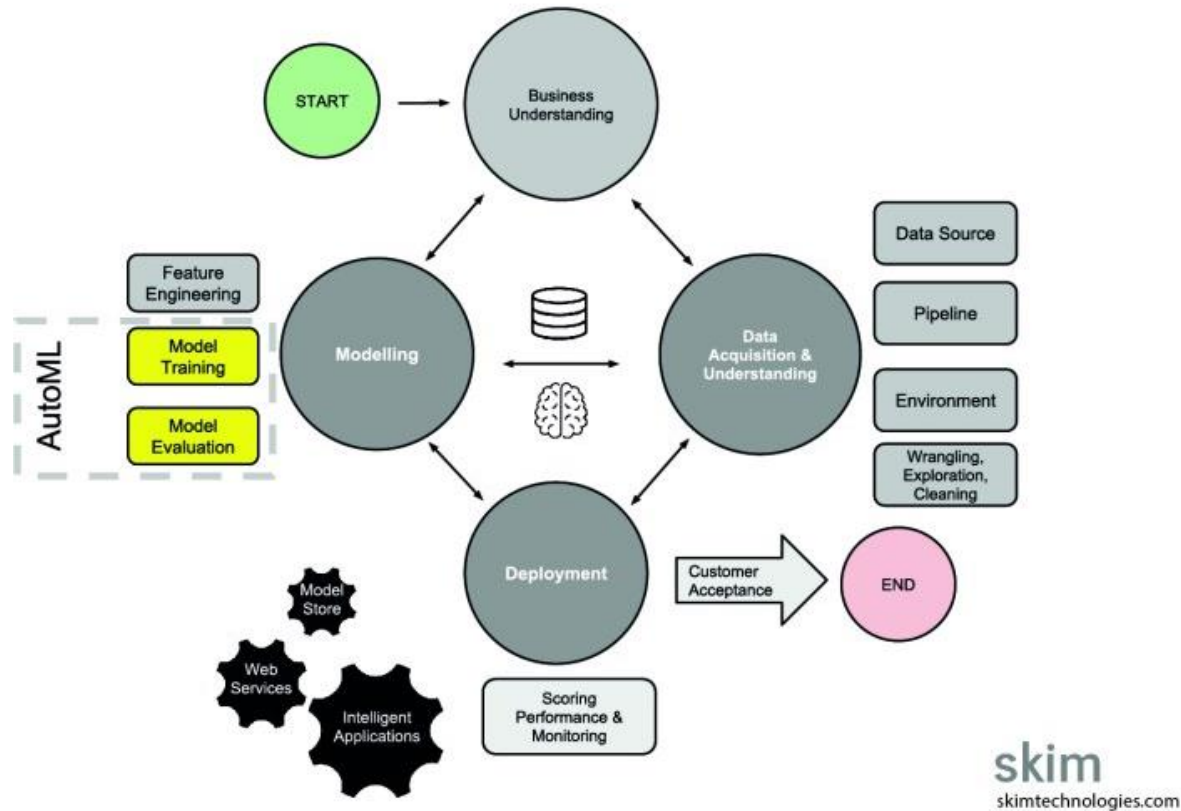 START
Business
Understanding
Data Source
Feature
Engineering
Pipeline
AutoML
Model
Training
Modelling
Data
Acquisition &
Understanding
Environment
Model
Evaluation
Wrangling,
Exploration,
Cleaning
Deployment
Customer
Acceptance
END
Model
Store
Web
Services
Intelligent
Applications
Scoring
Performance &
Monitoring
skim
skimtechnologies.com